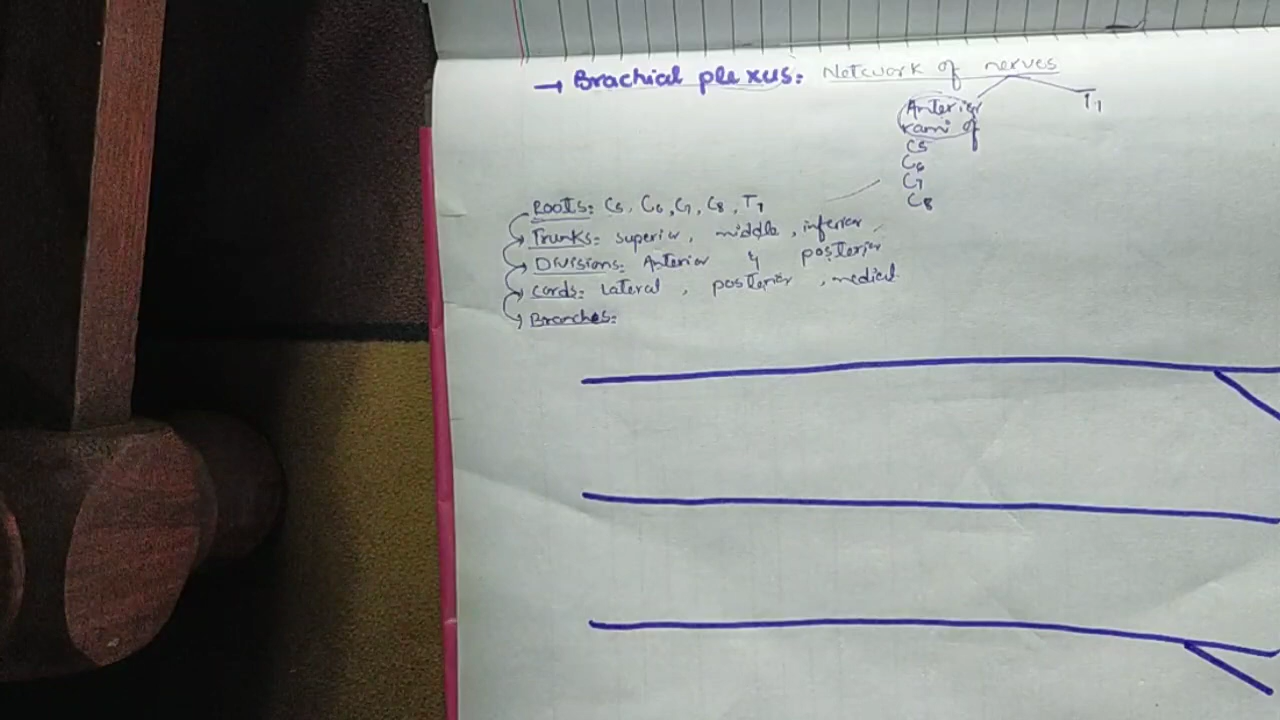 → Brachial plexus: Network of nerves
Anterior
rami of
C5
C6
C7
C8
T1
Roots: C5, C6, C7, C8, T1
Trunks: superior, middle, inferior
Divisions: Anterior & posterior
Cords: Lateral, posterior, medial
Branches: